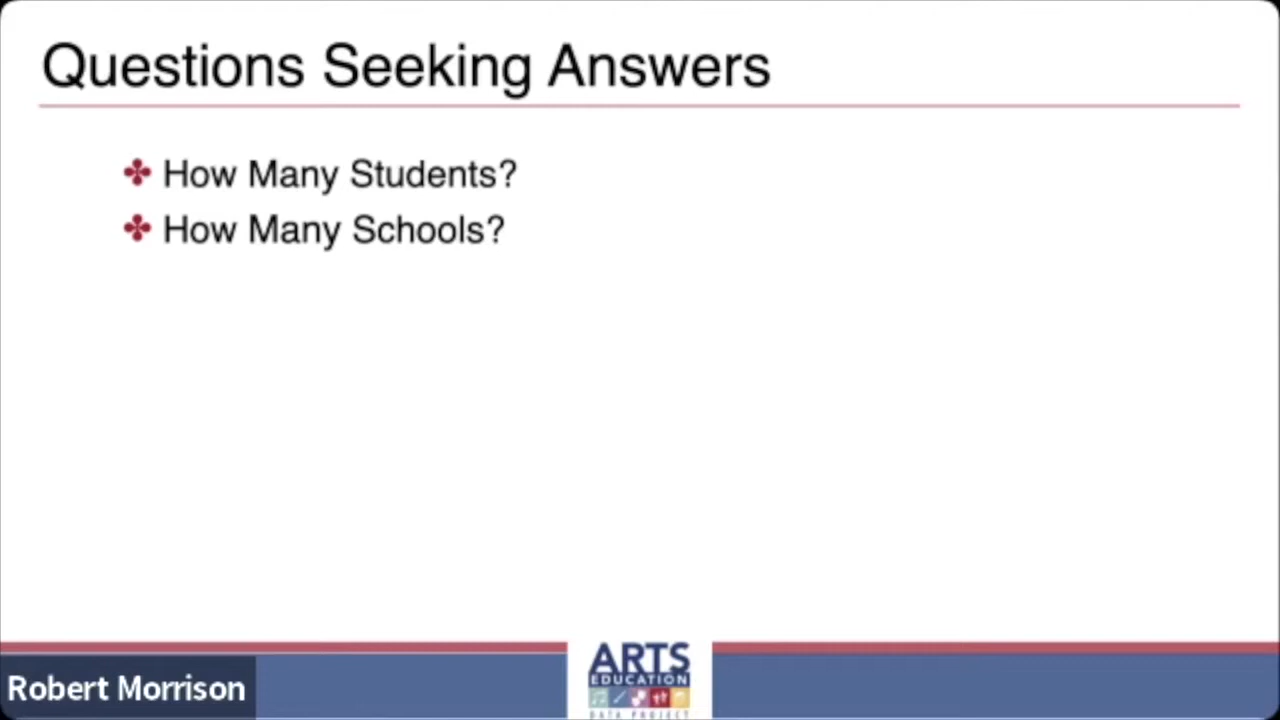 Questions Seeking Answers
How Many Students?
How Many Schools?
ARTS
EDUCATION
DATA PROJECT
Robert Morrison